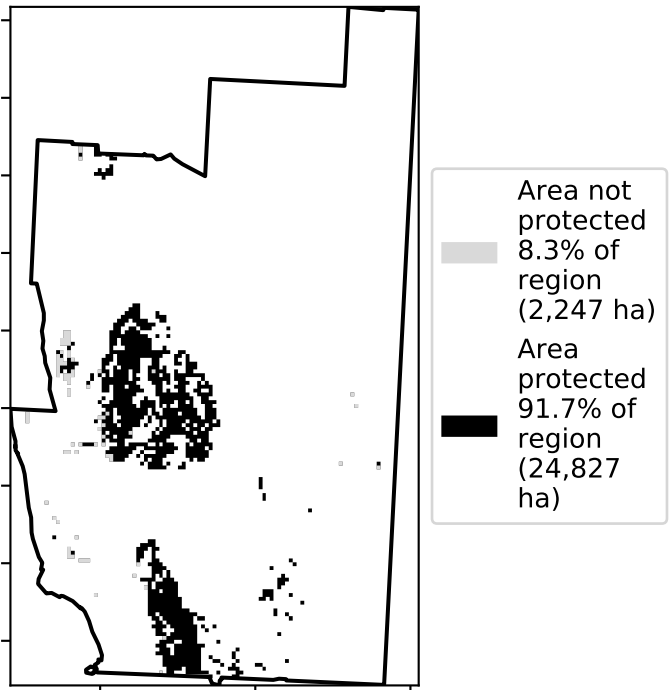 Area not
protected
8.3% of
region
(2,247 ha)
Area
protected
91.7% of
region
(24,827
ha)